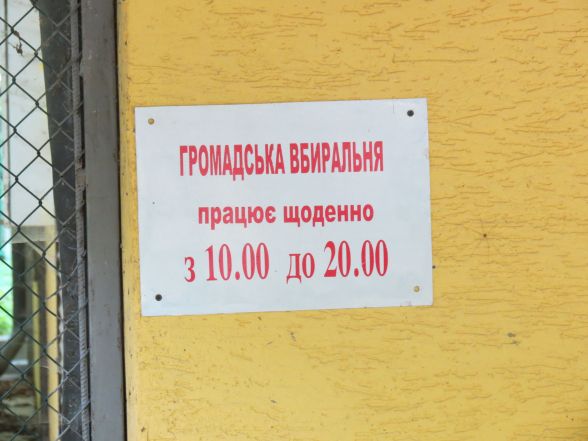 ГРОМАДСЬКА ВБИРАЛЬНЯ
працює щоденно
з 10.00 до 20.00